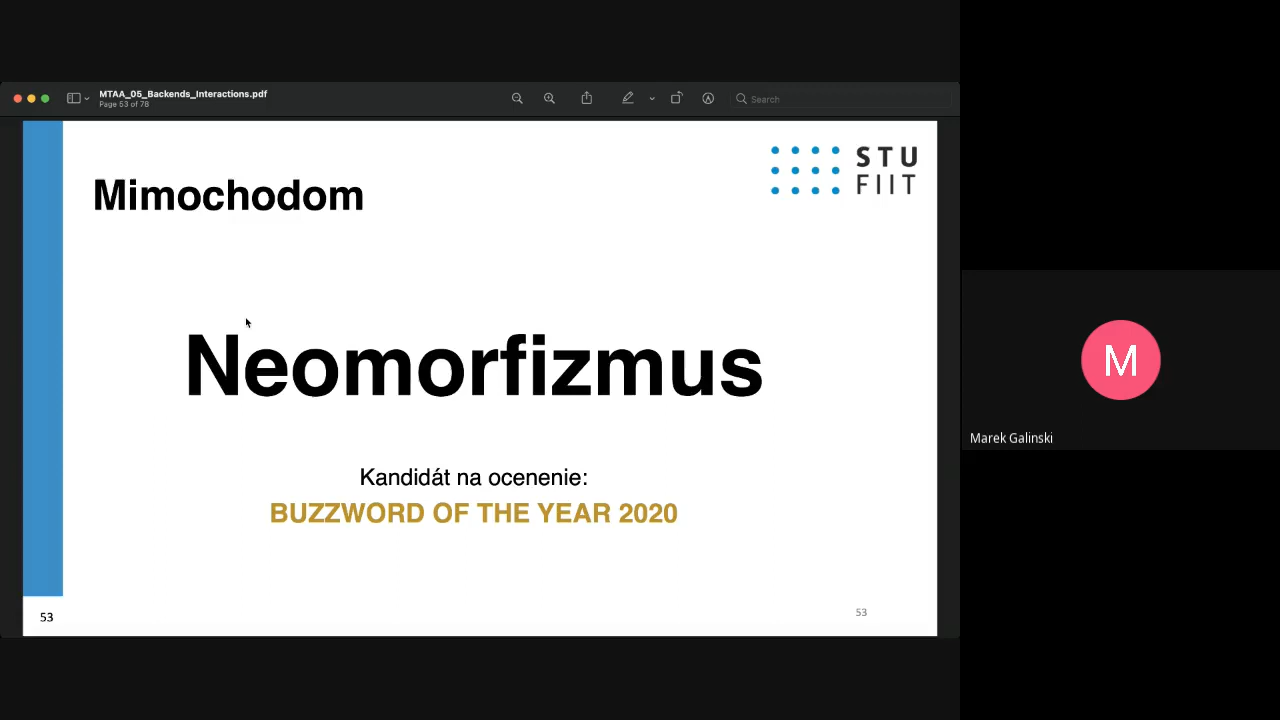 MTAA_05_Backends_Interactions.pdf
Page 53 of 78
Search
STU
FIIT
Mimochodom
Neomorfizmus
Kandidát na ocenenie:
BUZZWORD OF THE YEAR 2020
53
53
M
Marek Galinski